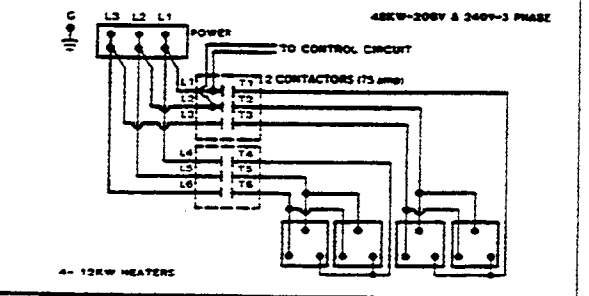 G L3 L2 L1
48KW-208V & 240V-3 PHASE
POWER
TO CONTROL CIRCUIT
L1 T1 2 CONTACTORS (75 amp)
L2 T2
L3 T3
L4 T4
L5 T5
L6 T6
4- 12KW HEATERS